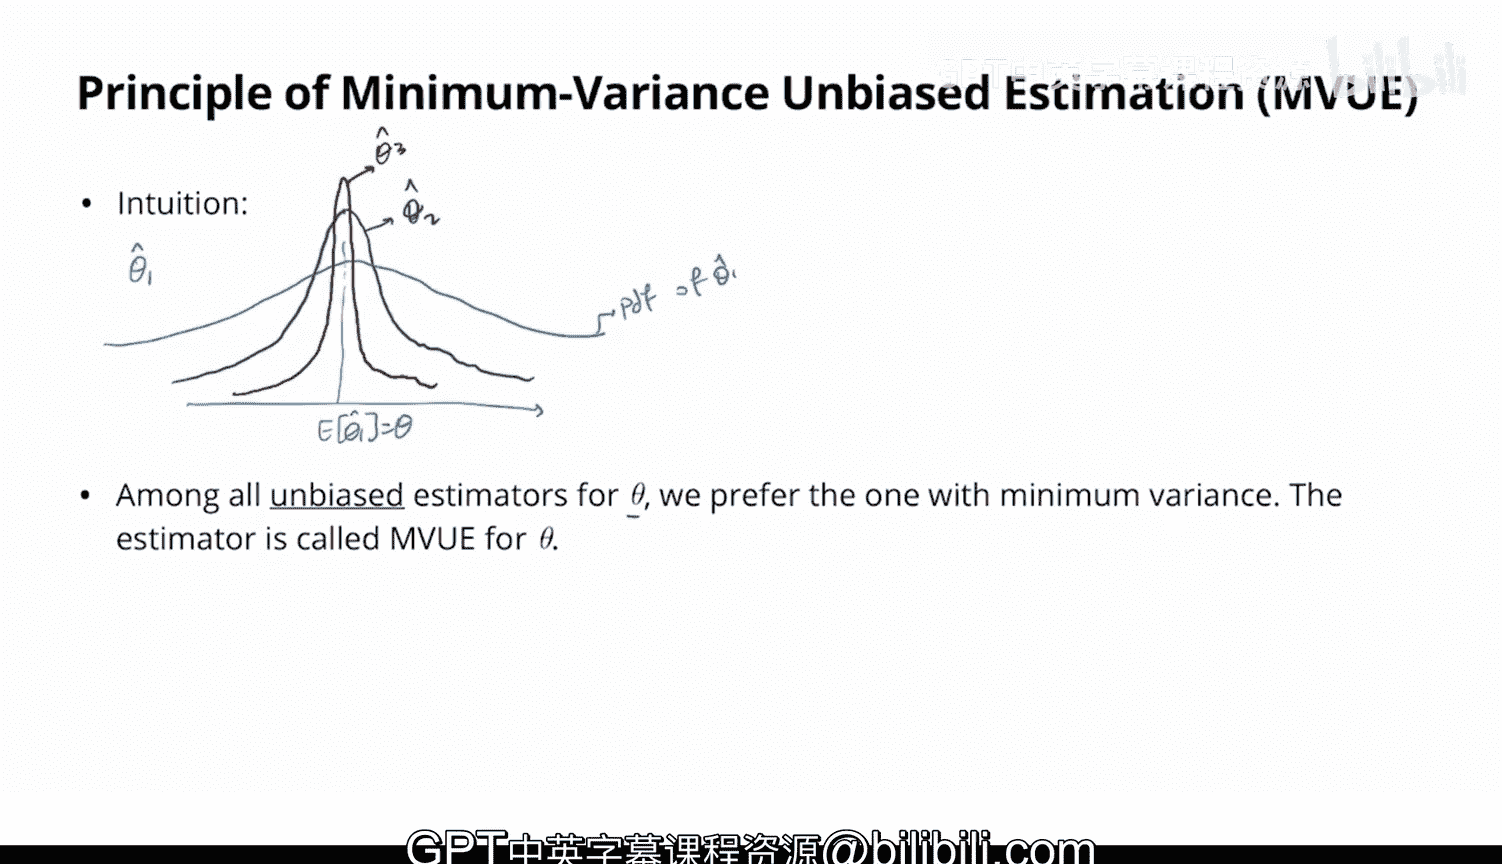 Principle of Minimum-Variance Unbiased Estimation (MVUE)
bilibili
θ̂3
• Intuition:
θ̂2
θ̂1
pdf of θ̂1
E[θ̂1]=θ
• Among all unbiased estimators for θ, we prefer the one with minimum variance. The
estimator is called MVUE for θ.
GPT中英字幕课程资源@bilibili.com